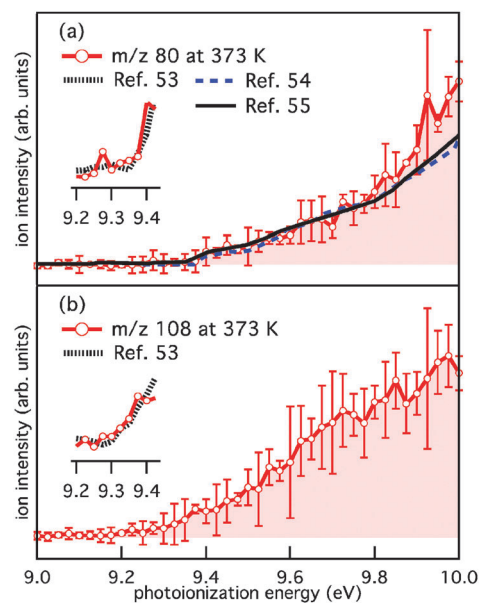 (a)
m/z 80 at 373 K
Ref. 53
Ref. 54
Ref. 55
9.2 9.3 9.4
ion intensity (arb. units)
(b)
m/z 108 at 373 K
Ref. 53
9.2 9.3 9.4
ion intensity (arb. units)
9.0 9.2 9.4 9.6 9.8 10.0
photoionization energy (eV)